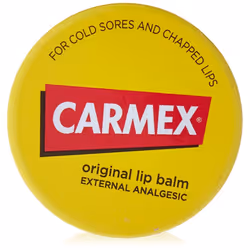 FOR COLD SORES AND CHAPPED LIPS
CARMEX®
original lip balm
EXTERNAL ANALGESIC